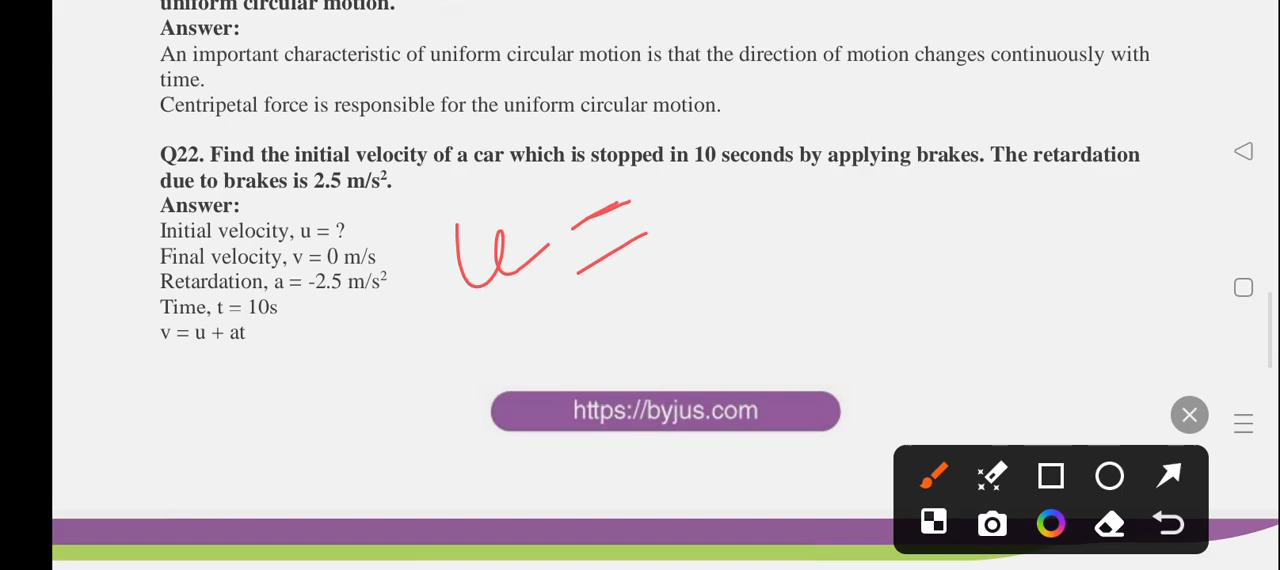 uniform circular motion.
Answer:
An important characteristic of uniform circular motion is that the direction of motion changes continuously with
time.
Centripetal force is responsible for the uniform circular motion.
Q22. Find the initial velocity of a car which is stopped in 10 seconds by applying brakes. The retardation
due to brakes is 2.5 m/s².
Answer:
Initial velocity, u = ?
Final velocity, v = 0 m/s
Retardation, a = -2.5 m/s²
Time, t = 10s
v = u + at
u =
https://byjus.com